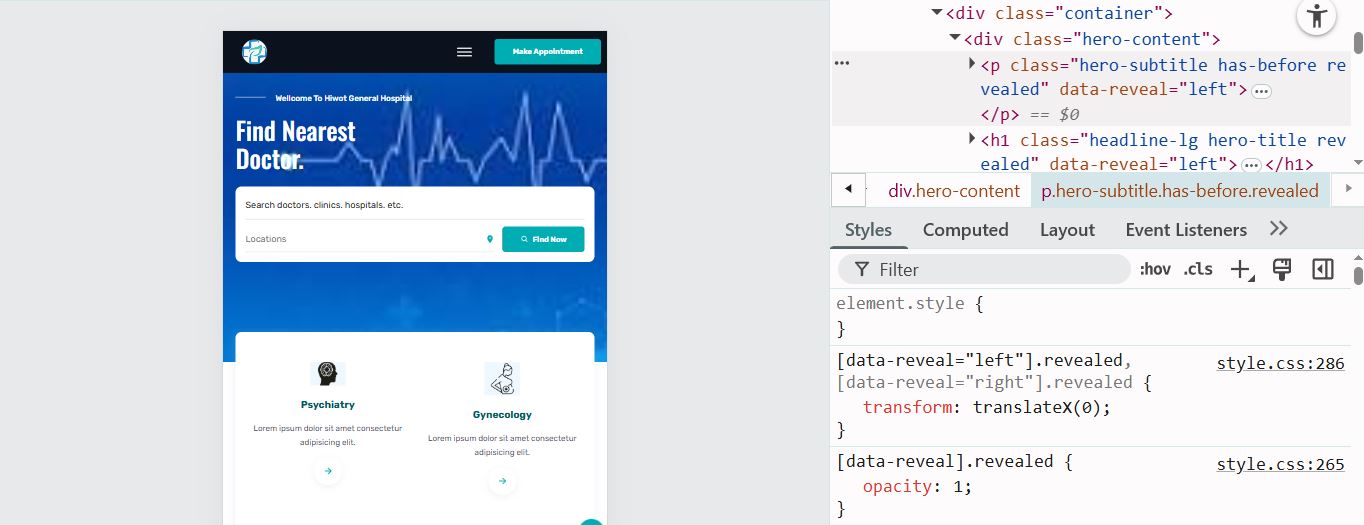 Make Appointment
Wellcome To Hiwot General Hospital
Find Nearest
Doctor.
Search doctors. clinics. hospitals. etc.
Locations
Find Now
Psychiatry
Lorem ipsum dolor sit amet consectetur
adipisicing elit.
Gynecology
Lorem ipsum dolor sit amet consectetur
adipisicing elit.
<div class="container">
<div class="hero-content">
<p class="hero-subtitle has-before re
vealed" data-reveal="left">
</p> == $0
<h1 class="headline-lg hero-title rev
ealed" data-reveal="left"></h1>
div.hero-content p.hero-subtitle.has-before.revealed
Styles Computed Layout Event Listeners
Filter :hov .cls
element.style {
}
[data-reveal="left"].revealed, style.css:286
[data-reveal="right"].revealed {
transform: translateX(0);
}
[data-reveal].revealed { style.css:265
opacity: 1;
}